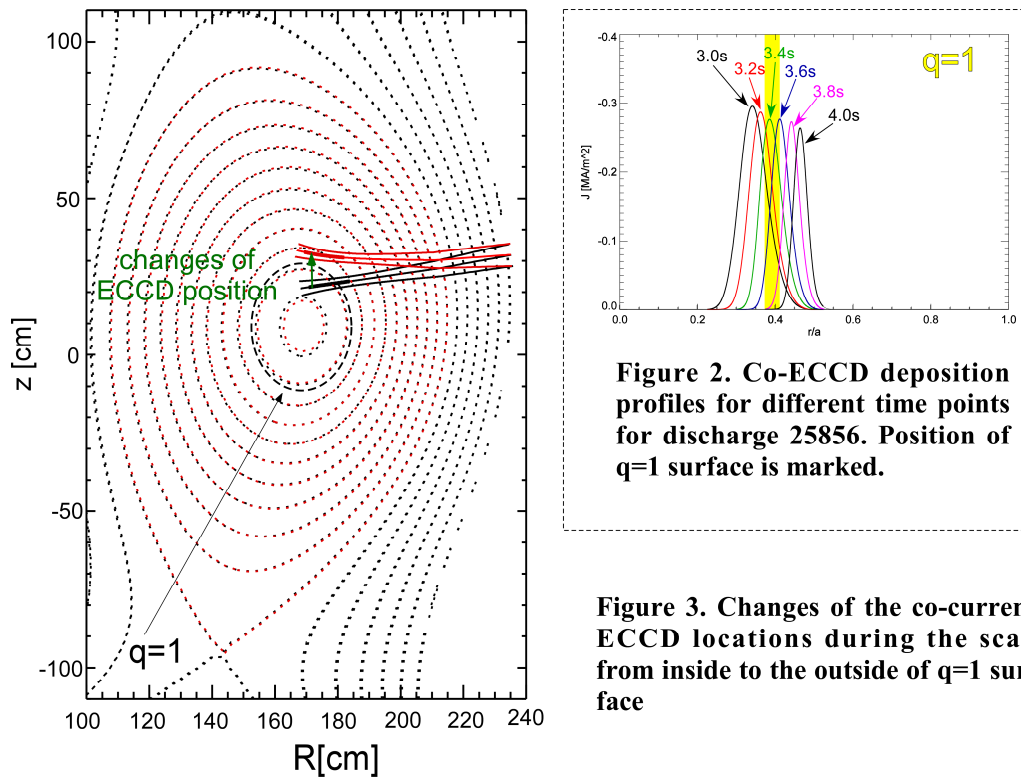 100
50
0
-50
-100
z [cm]
changes of
ECCD position
q=1
100 120 140 160 180 200 220 240
R[cm]
-0.4
-0.3
-0.2
-0.1
0.0
J [MA/m^2]
3.0s
3.2s
3.4s
3.6s
3.8s
4.0s
q=1
0.0 0.2 0.4 0.6 0.8 1.0
r/a
Figure 2. Co-ECCD deposition
profiles for different time points
for discharge 25856. Position of
q=1 surface is marked.
Figure 3. Changes of the co-curren
ECCD locations during the sca
from inside to the outside of q=1 sur
face